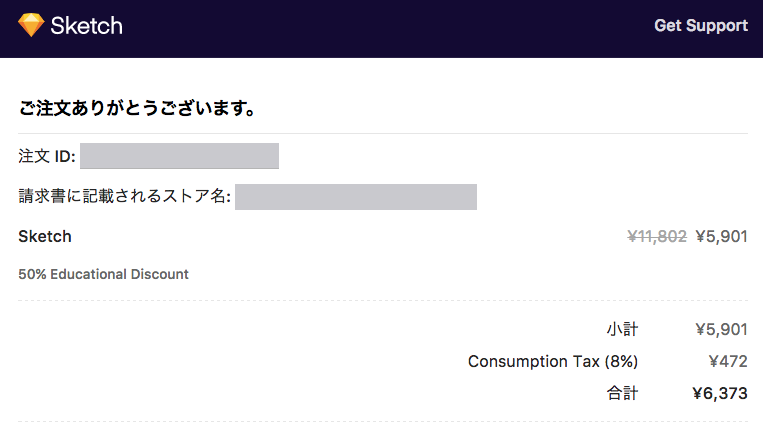 Sketch
Get Support
ご注文ありがとうございます。
注文 ID:
請求書に記載されるストア名:
Sketch ¥11,802 ¥5,901
50% Educational Discount
小計 ¥5,901
Consumption Tax (8%) ¥472
合計 ¥6,373